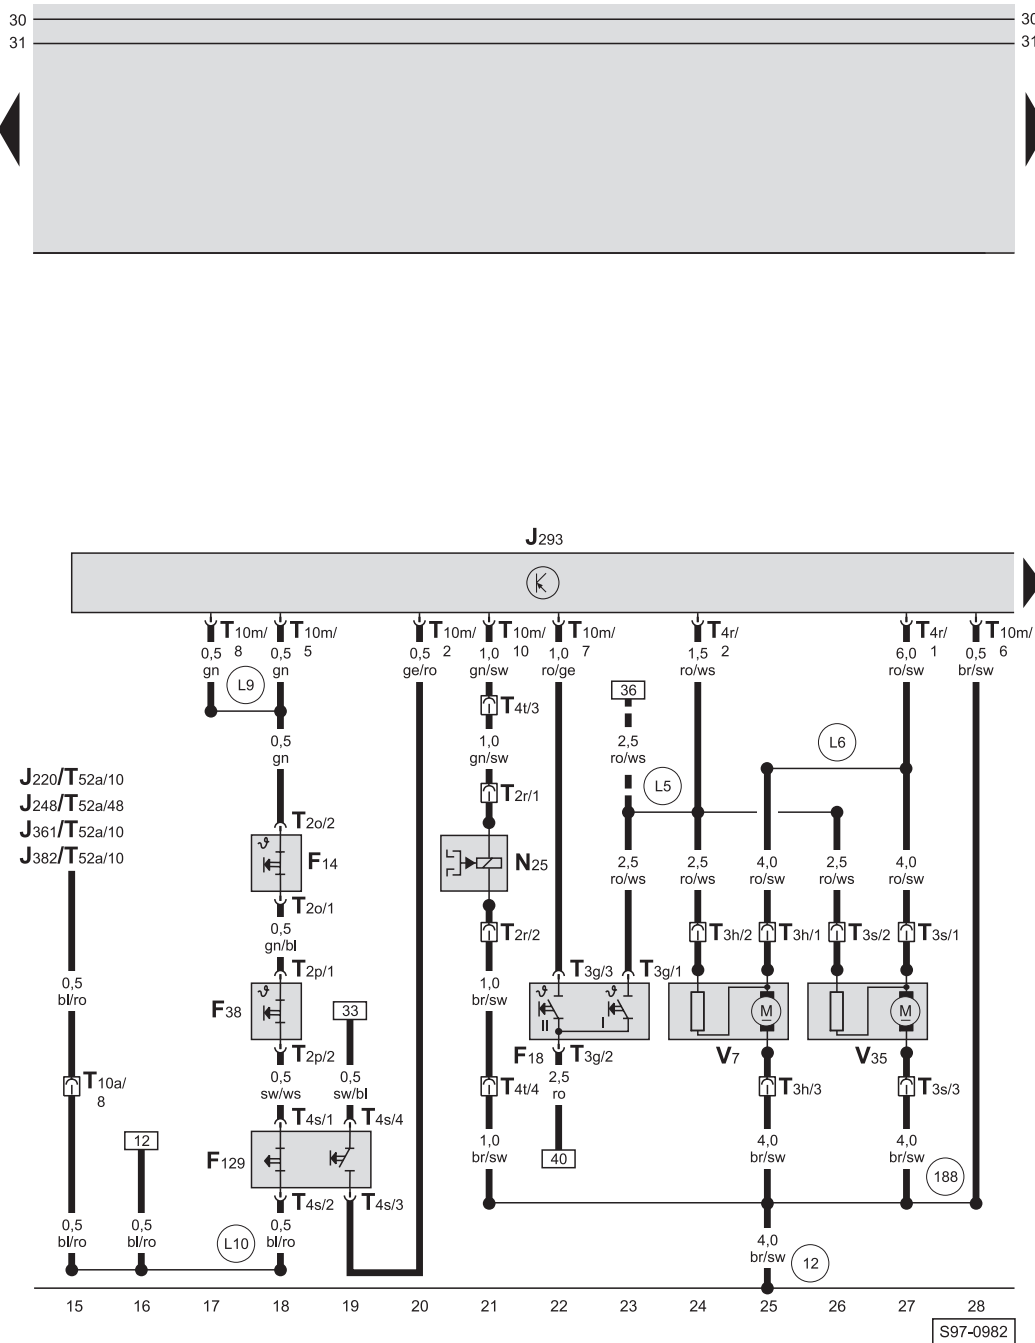 30 30
31 31
J293
T10m/8 T10m/5 T10m/2 T10m/10 T10m/7 T4r/2 T4r/1 T10m/6
0,5 0,5 0,5 1,0 1,0 1,5 6,0 0,5
gn gn ge/ro gn/sw ro/ge ro/ws ro/sw br/sw
L9 36
T4t/3
0,5 1,0 2,5 L6
gn gn/sw ro/ws
J220/T52a/10
J248/T52a/48
J361/T52a/10
J382/T52a/10
T2r/1 L5
T2o/2
F14 N25
2,5 2,5 4,0 2,5 4,0
ro/ws ro/ws ro/sw ro/ws ro/sw
T2o/1
0,5
gn/bl
T2r/2 T3h/2 T3h/1 T3s/2 T3s/1
T2p/1 T3g/3 T3g/1
0,5 1,0
bl/ro br/sw
F38 33 II I M M
T2p/2 F18 T3g/2 V7 V35
0,5 0,5 2,5
sw/ws sw/bl ro
T10a/8 T4t/4 T3h/3 T3s/3
T4s/1 T4s/4
12 F129 1,0 40 4,0 4,0
br/sw br/sw br/sw
188
T4s/2 T4s/3
0,5 0,5 L10 0,5 4,0
bl/ro bl/ro bl/ro br/sw
12
15 16 17 18 19 20 21 22 23 24 25 26 27 28
S97-0982